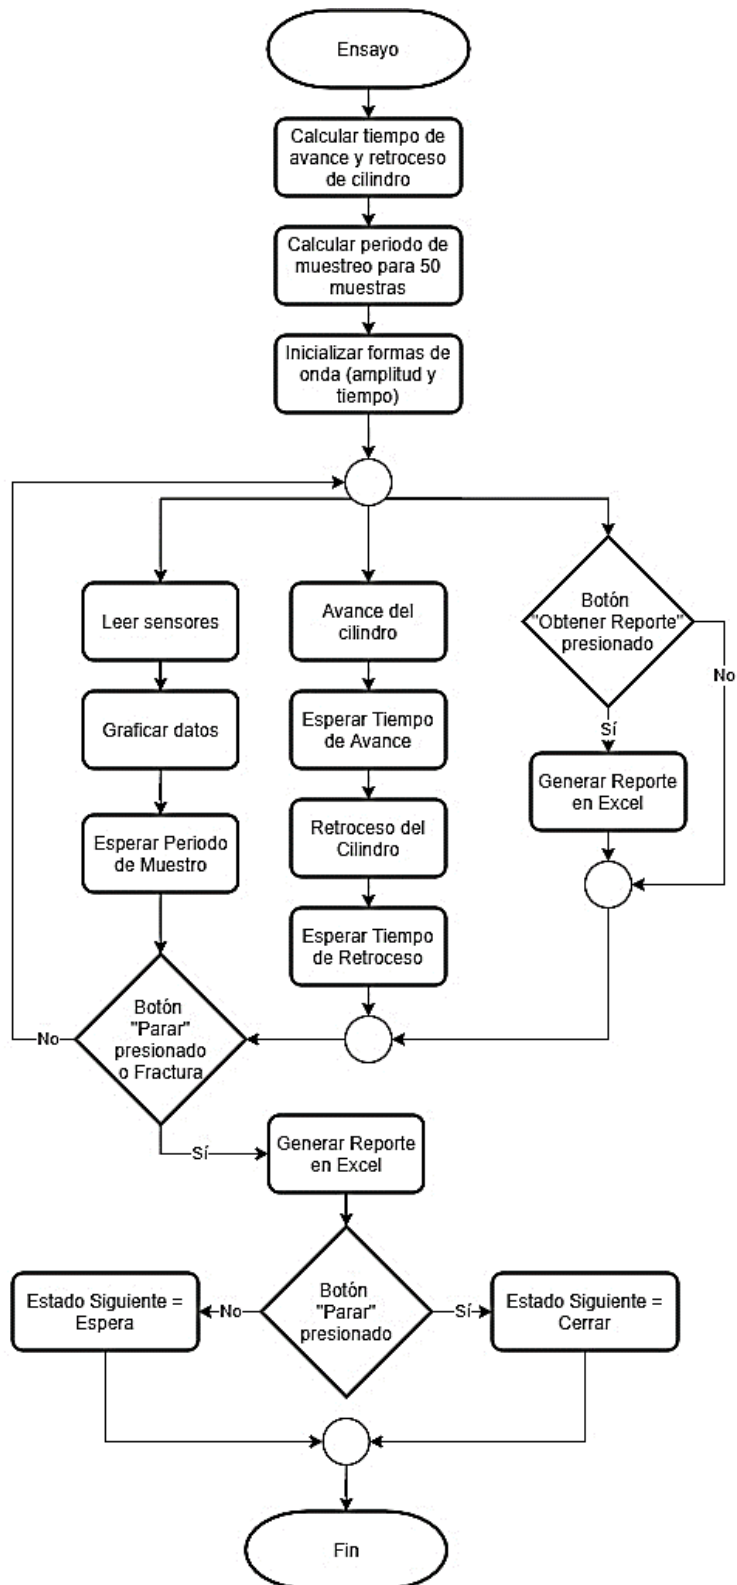 Ensayo
Calcular tiempo de
avance y retroceso
de cilindro
Calcular periodo de
muestreo para 50
muestras
Inicializar formas de
onda (amplitud y
tiempo)
Leer sensores
Graficar datos
Esperar Periodo
de Muestro
Avance del
cilindro
Esperar Tiempo
de Avance
Retroceso del
Cilindro
Esperar Tiempo
de Retroceso
Botón
"Obtener Reporte"
presionado
No
Sí
Generar Reporte
en Excel
Botón
"Parar"
presionado
o Fractura
No
Sí
Generar Reporte
en Excel
Botón
"Parar"
presionado
No
Sí
Estado Siguiente =
Espera
Estado Siguiente =
Cerrar
Fin